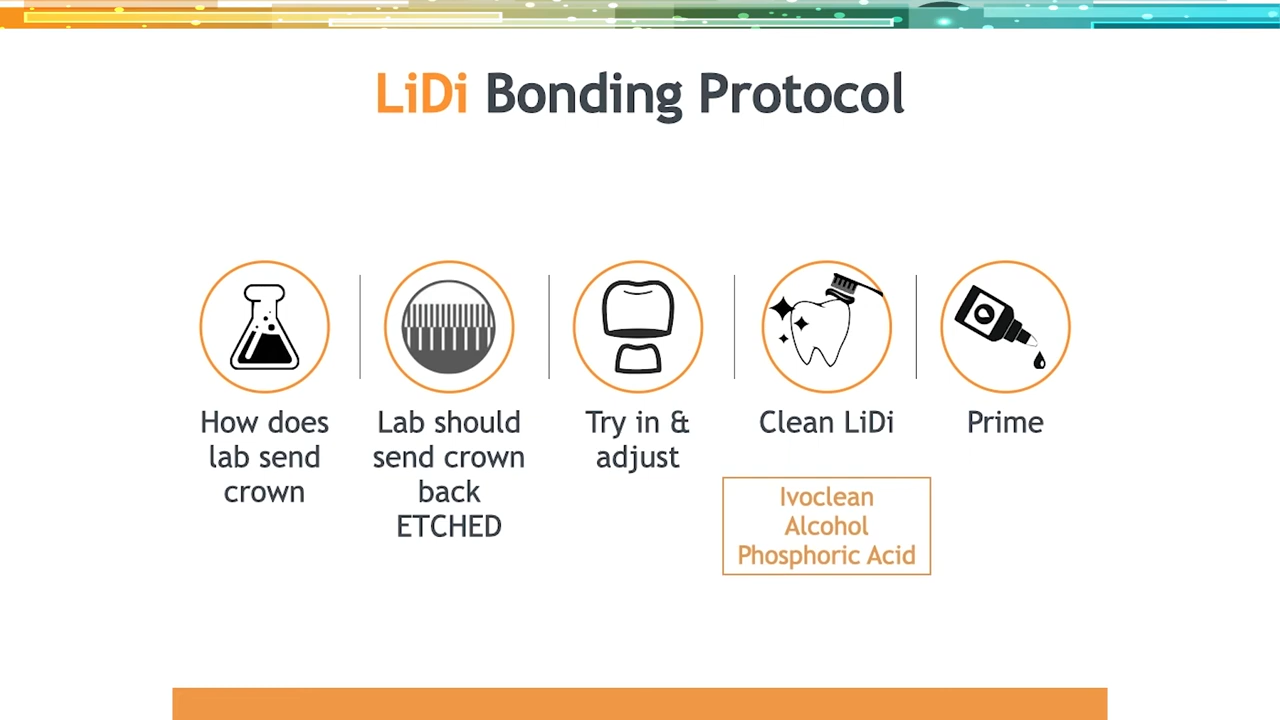 LiDi Bonding Protocol
How does
lab send
crown
Lab should
send crown
back
ETCHED
Try in &
adjust
Clean LiDi
Ivoclean
Alcohol
Phosphoric Acid
Prime